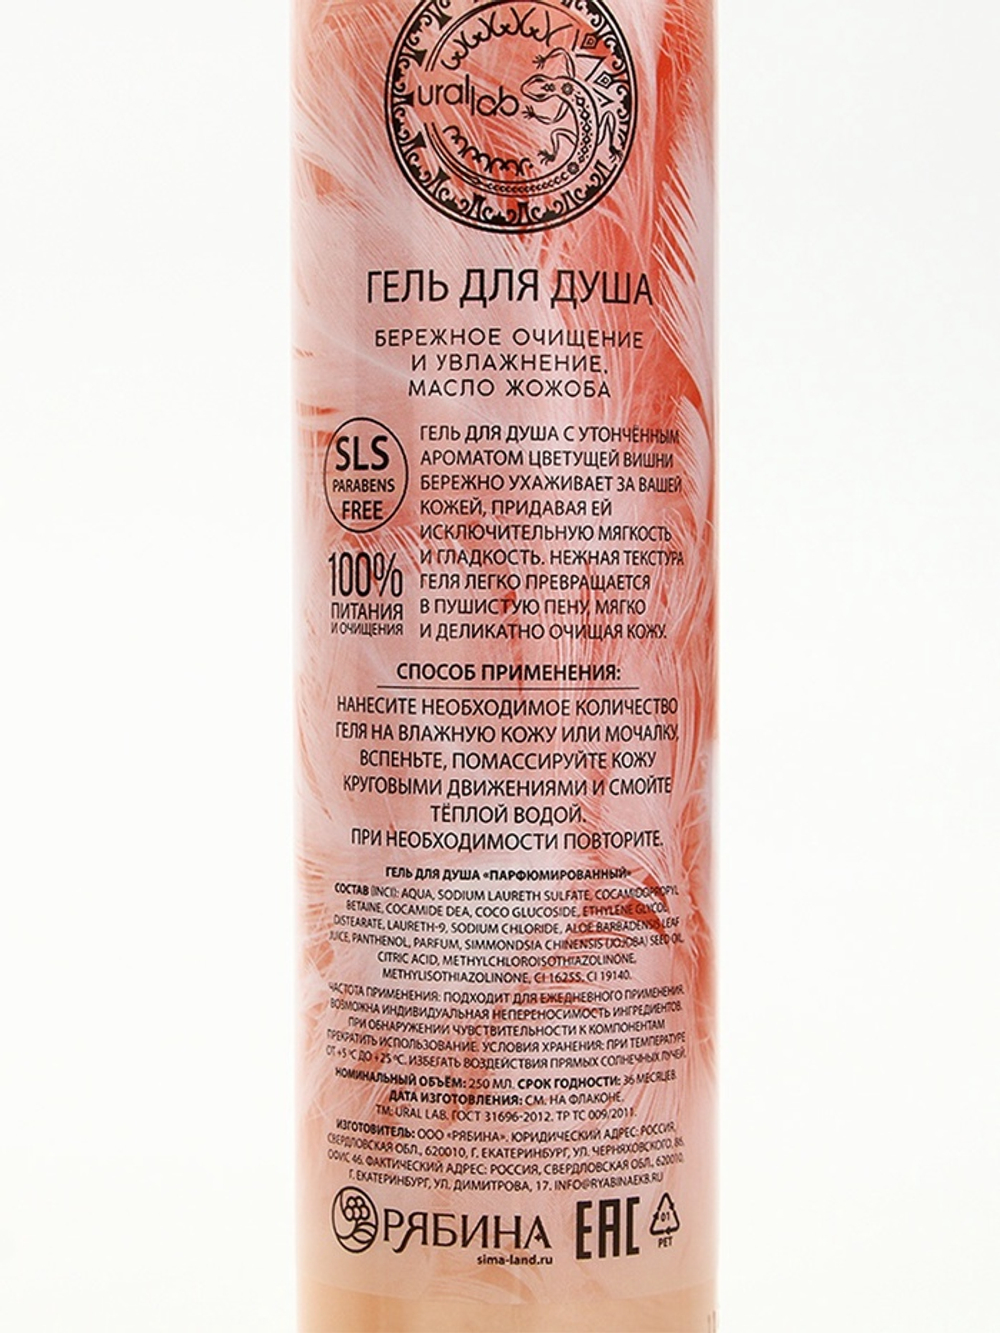 ural lab
ГЕЛЬ ДЛЯ ДУША
БЕРЕЖНОЕ ОЧИЩЕНИЕ
И УВЛАЖНЕНИЕ.
МАСЛО ЖОЖОБА
SLS
PARABENS
FREE
100%
ПИТАНИЯ
И ОЧИЩЕНИЯ
ГЕЛЬ ДЛЯ ДУША С УТОНЧЁННЫМ
АРОМАТОМ ЦВЕТУЩЕЙ ВИШНИ
БЕРЕЖНО УХАЖИВАЕТ ЗА ВАШЕЙ
КОЖЕЙ, ПРИДАВАЯ ЕЙ
ИСКЛЮЧИТЕЛЬНУЮ МЯГКОСТЬ
И ГЛАДКОСТЬ. НЕЖНАЯ ТЕКСТУРА
ГЕЛЯ ЛЕГКО ПРЕВРАЩАЕТСЯ
В ПУШИСТУЮ ПЕНУ, МЯГКО
И ДЕЛИКАТНО ОЧИЩАЯ КОЖУ.
СПОСОБ ПРИМЕНЕНИЯ:
НАНЕСИТЕ НЕОБХОДИМОЕ КОЛИЧЕСТВО
ГЕЛЯ НА ВЛАЖНУЮ КОЖУ ИЛИ МОЧАЛКУ,
ВСПЕНЬТЕ, ПОМАССИРУЙТЕ КОЖУ
КРУГОВЫМИ ДВИЖЕНИЯМИ И СМОЙТЕ
ТЁПЛОЙ ВОДОЙ.
ПРИ НЕОБХОДИМОСТИ ПОВТОРИТЕ.
ГЕЛЬ ДЛЯ ДУША «ПАРФЮМИРОВАННЫЙ»
СОСТАВ (INCI): AQUA, SODIUM LAURETH SULFATE, COCAMIDOPROPYL
BETAINE, COCAMIDE DEA, COCO GLUCOSIDE, ETHYLENE GLYCOL
DISTEARATE, LAURETH-9, SODIUM CHLORIDE, ALOE BARBADENSIS LEAF
JUICE, PANTHENOL, PARFUM, SIMMONDSIA CHINENSIS (JOJOBA) SEED OIL,
CITRIC ACID, METHYLCHLOROISOTHIAZOLINONE,
METHYLISOTHIAZOLINONE, CI 16255, CI 19140.
ЧАСТОТА ПРИМЕНЕНИЯ: ПОДХОДИТ ДЛЯ ЕЖЕДНЕВНОГО ПРИМЕНЕНИЯ.
ВОЗМОЖНА ИНДИВИДУАЛЬНАЯ НЕПЕРЕНОСИМОСТЬ ИНГРЕДИЕНТОВ.
ПРИ ОБНАРУЖЕНИИ ЧУВСТВИТЕЛЬНОСТИ К КОМПОНЕНТАМ
ПРЕКРАТИТЬ ИСПОЛЬЗОВАНИЕ. УСЛОВИЯ ХРАНЕНИЯ: ПРИ ТЕМПЕРАТУРЕ
ОТ +5 °С ДО +25 °С. ИЗБЕГАТЬ ВОЗДЕЙСТВИЯ ПРЯМЫХ СОЛНЕЧНЫХ ЛУЧЕЙ.
НОМИНАЛЬНЫЙ ОБЪЁМ: 250 МЛ. СРОК ГОДНОСТИ: 36 МЕСЯЦЕВ.
ДАТА ИЗГОТОВЛЕНИЯ: СМ. НА ФЛАКОНЕ.
ТМ: URAL LAB. ГОСТ 31696-2012. ТР ТС 009/2011.
ИЗГОТОВИТЕЛЬ: ООО «РЯБИНА». ЮРИДИЧЕСКИЙ АДРЕС: РОССИЯ,
СВЕРДЛОВСКАЯ ОБЛ., 620010, Г. ЕКАТЕРИНБУРГ, УЛ. ЧЕРНЯХОВСКОГО, 86,
ОФИС 46. ФАКТИЧЕСКИЙ АДРЕС: РОССИЯ, СВЕРДЛОВСКАЯ ОБЛ., 620010,
Г. ЕКАТЕРИНБУРГ, УЛ. ДИМИТРОВА, 17. INFO@RYABINAEKB.RU
РЯБИНА
sima-land.ru
EAC
01
PET